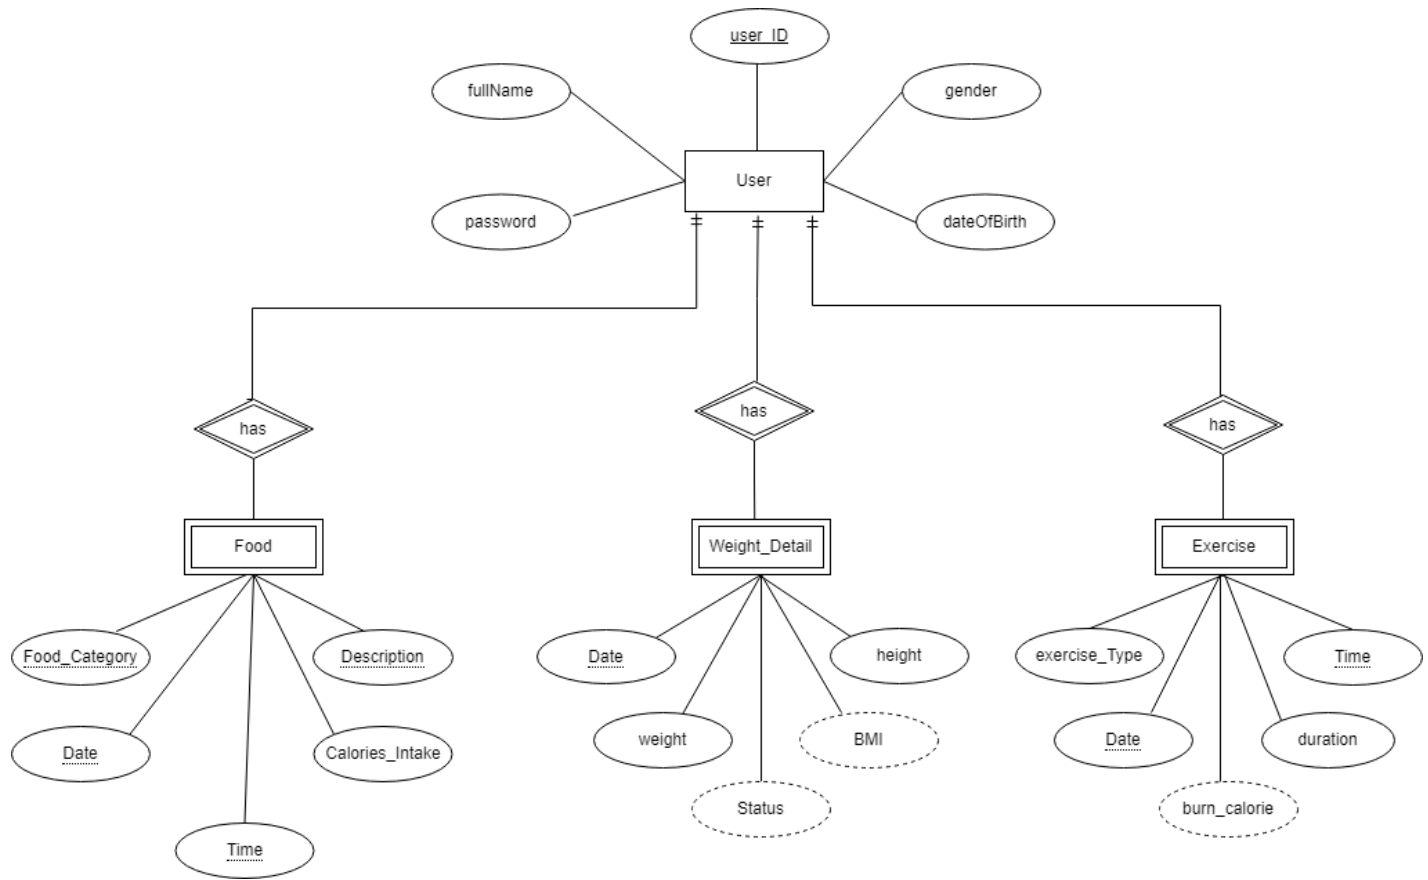 user_ID
fullName
gender
User
password
dateOfBirth
has
has
has
Food
Weight_Detail
Exercise
Food_Category
Description
Date
height
exercise_Type
Time
Date
Calories_Intake
weight
BMI
Date
duration
Status
burn_calorie
Time